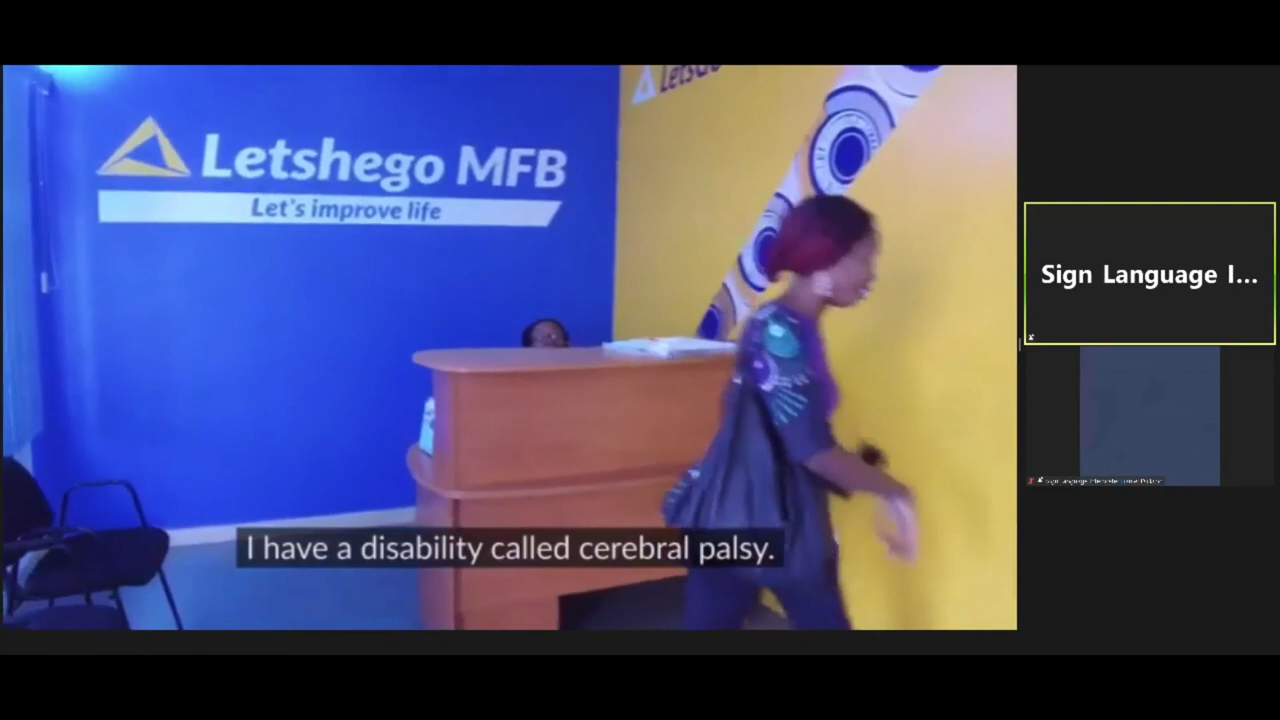 Letshego MFB
Let's improve life
I have a disability called cerebral palsy.
Sign Language I...